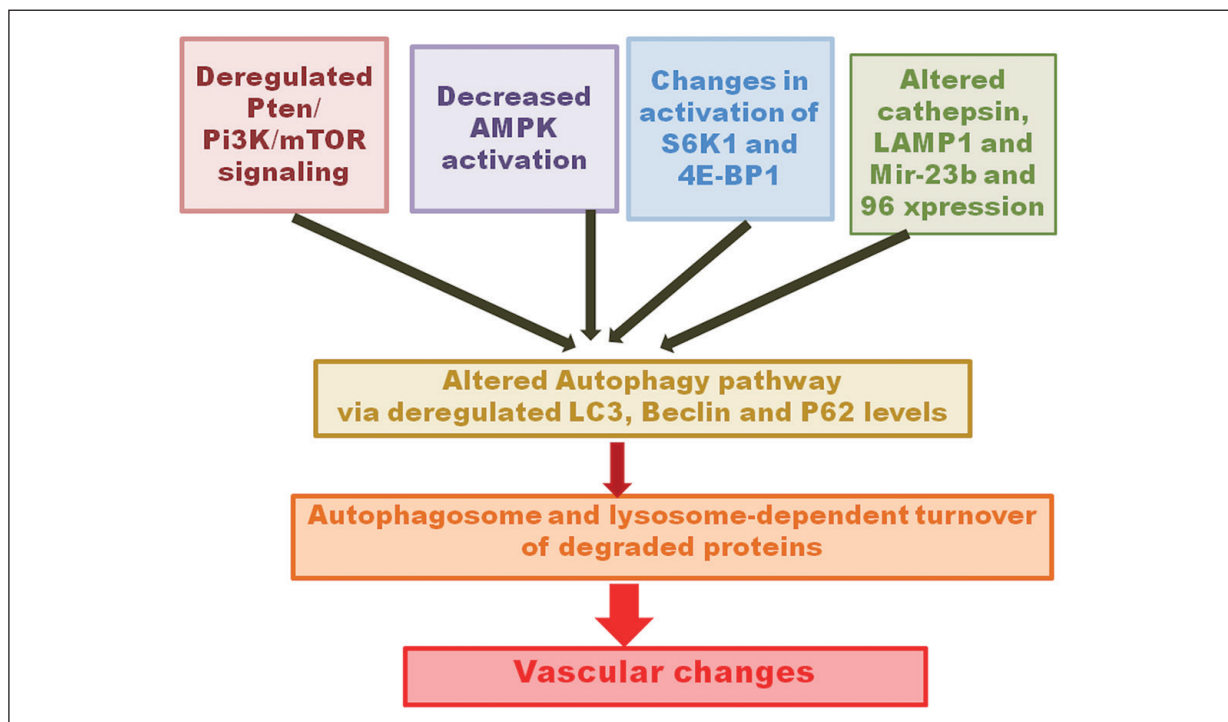 Deregulated
Pten/
Pi3K/mTOR
signaling
Decreased
AMPK
activation
Changes in
activation of
S6K1 and
4E-BP1
Altered
cathepsin,
LAMP1 and
Mir-23b and
96 xpression
Altered Autophagy pathway
via deregulated LC3, Beclin and P62 levels
Autophagosome and lysosome-dependent turnover
of degraded proteins
Vascular changes